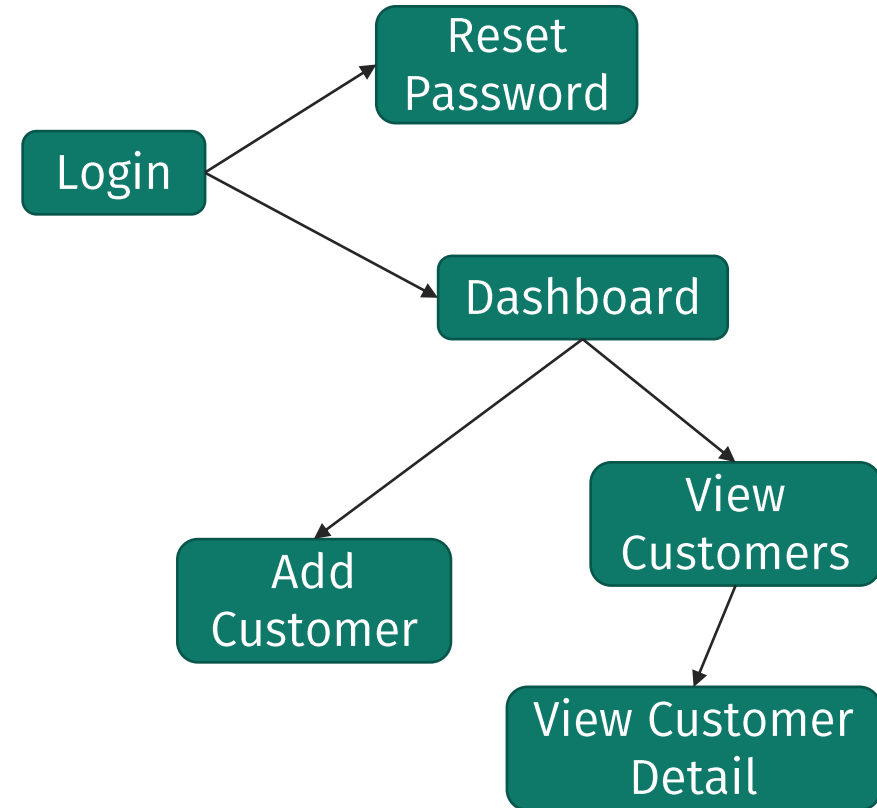 Reset
Password
Login
Dashboard
View
Customers
Add
Customer
View Customer
Detail